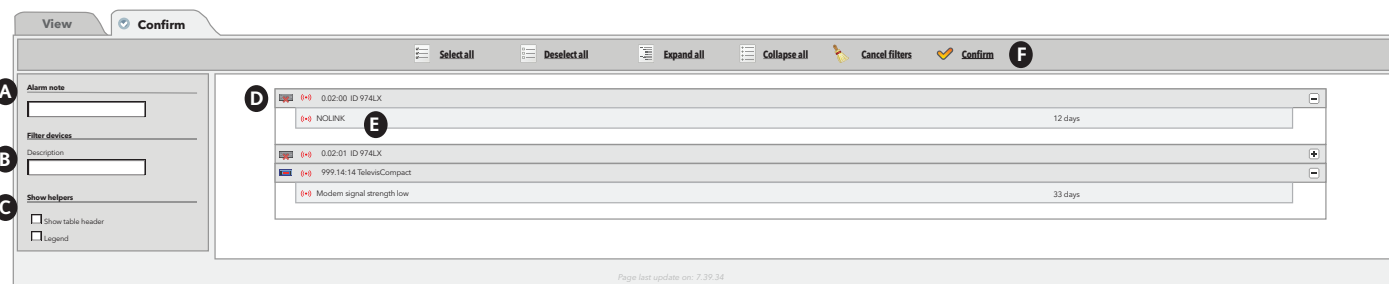 View
Confirm
Select all
Deselect all
Expand all
Collapse all
Cancel filters
Confirm
F
A
Alarm note
Filter devices
B
Description
C
Show helpers
Show table header
Legend
D
0.02:00 ID 974LX
NOLINK
E
12 days
0.02:01 ID 974LX
999.14:14 TelevisCompact
Modem signal strength low
33 days
Page last update on: 7.39.34